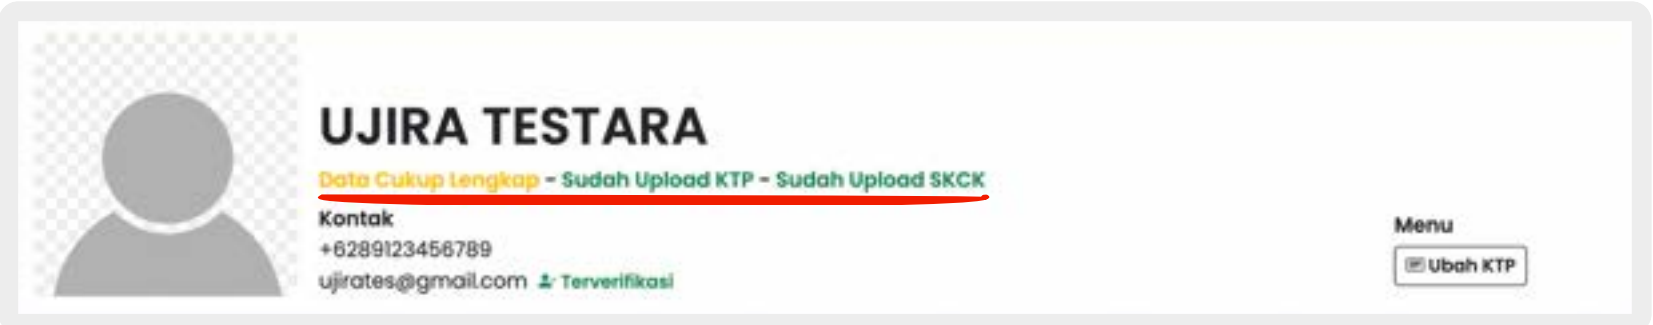 UJIRA TESTARA
Data Cukup Lengkap - Sudah Upload KTP - Sudah Upload SKCK
Kontak
+6289123456789
ujirates@gmail.com Terverifikasi
Menu
Ubah KTP